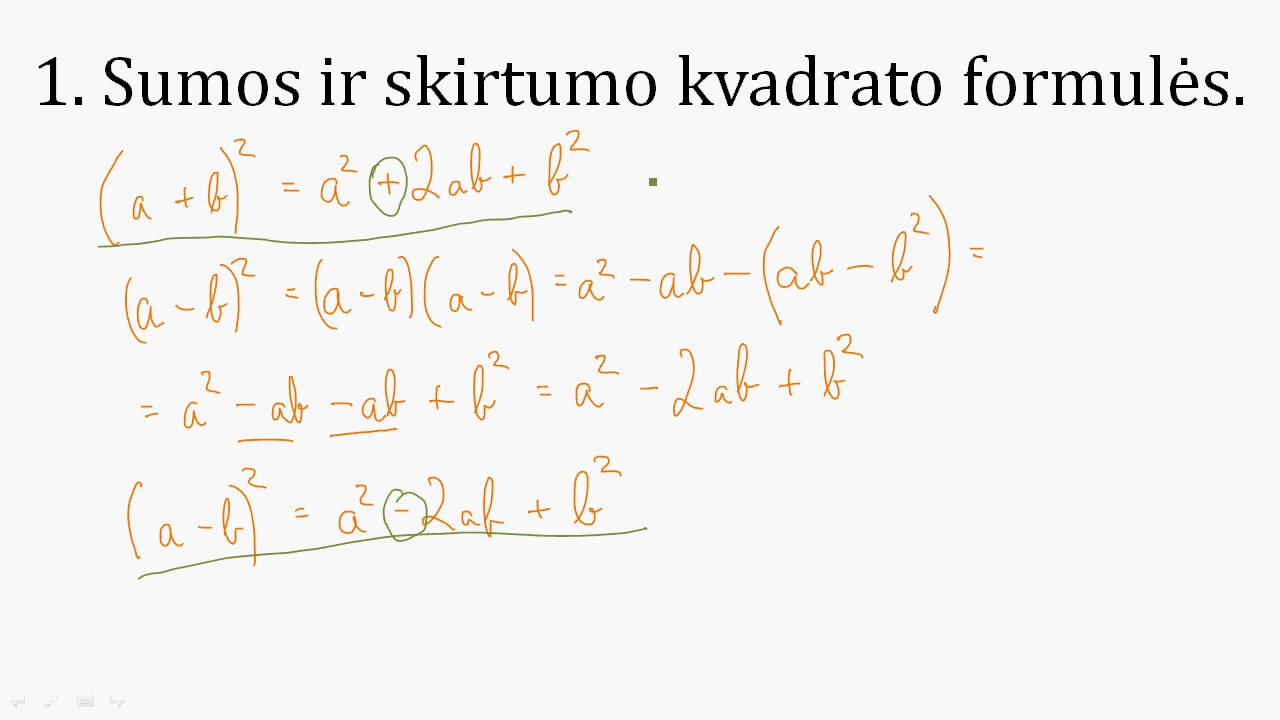 1. Sumos ir skirtumo kvadrato formulės.
(a + b)² = a² + 2ab + b²
(a - b)² = (a - b)(a - b) = a² - ab - (ab - b²) =
= a² - ab - ab + b² = a² - 2ab + b²
(a - b)² = a² - 2ab + b²